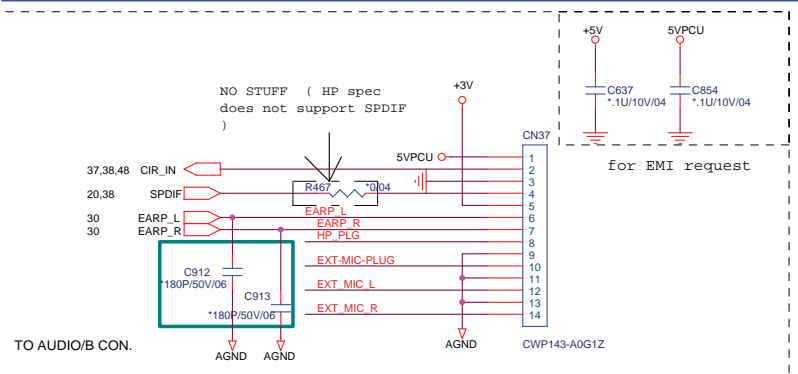 +5V 5VPCU
C637 *.1U/10V/04
C854 *.1U/10V/04
for EMI request
NO STUFF ( HP spec
does not support SPDIF
)
+3V
CN37
5VPCU
37,38,48 CIR_IN
20,38 SPDIF
R467 *0/04
30 EARP_L
30 EARP_R
EARP_L
EARP_R
HP_PLG
EXT-MIC-PLUG
EXT_MIC_L
EXT_MIC_R
1
2
3
4
5
6
7
8
9
10
11
12
13
14
C912
*180P/50V/06
C913
*180P/50V/06
TO AUDIO/B CON.
AGND
AGND
AGND
CWP143-A0G1Z